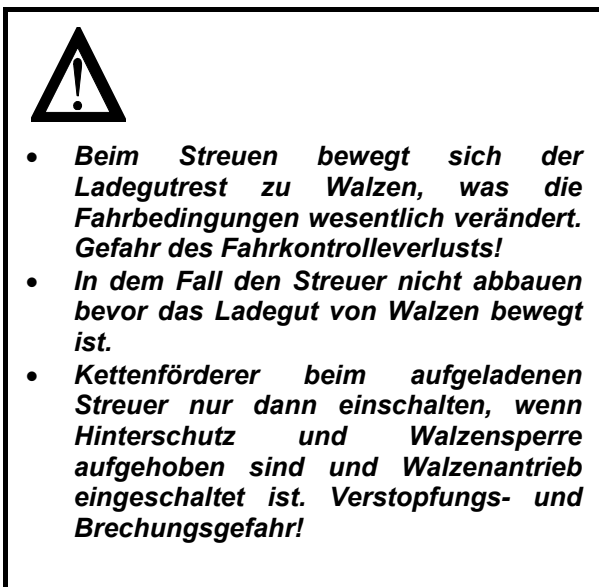 • Beim Streuen bewegt sich der
Ladegutrest zu Walzen, was die
Fahrbedingungen wesentlich verändert.
Gefahr des Fahrkontrolleverlusts!
• In dem Fall den Streuer nicht abbauen
bevor das Ladegut von Walzen bewegt
ist.
• Kettenförderer beim aufgeladenen
Streuer nur dann einschalten, wenn
Hinterschutz und Walzensperre
aufgehoben sind und Walzenantrieb
eingeschaltet ist. Verstopfungs- und
Brechungsgefahr!